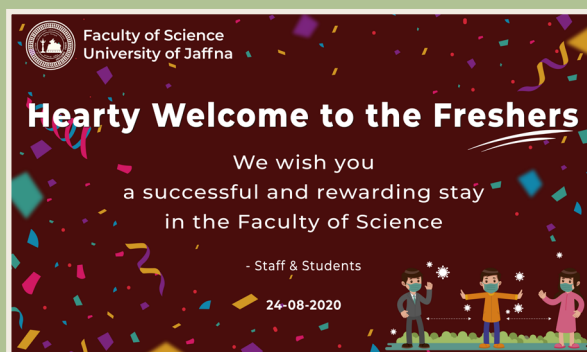 Faculty of Science
University of Jaffna
Hearty Welcome to the Freshers
We wish you
a successful and rewarding stay
in the Faculty of Science
- Staff & Students
24-08-2020